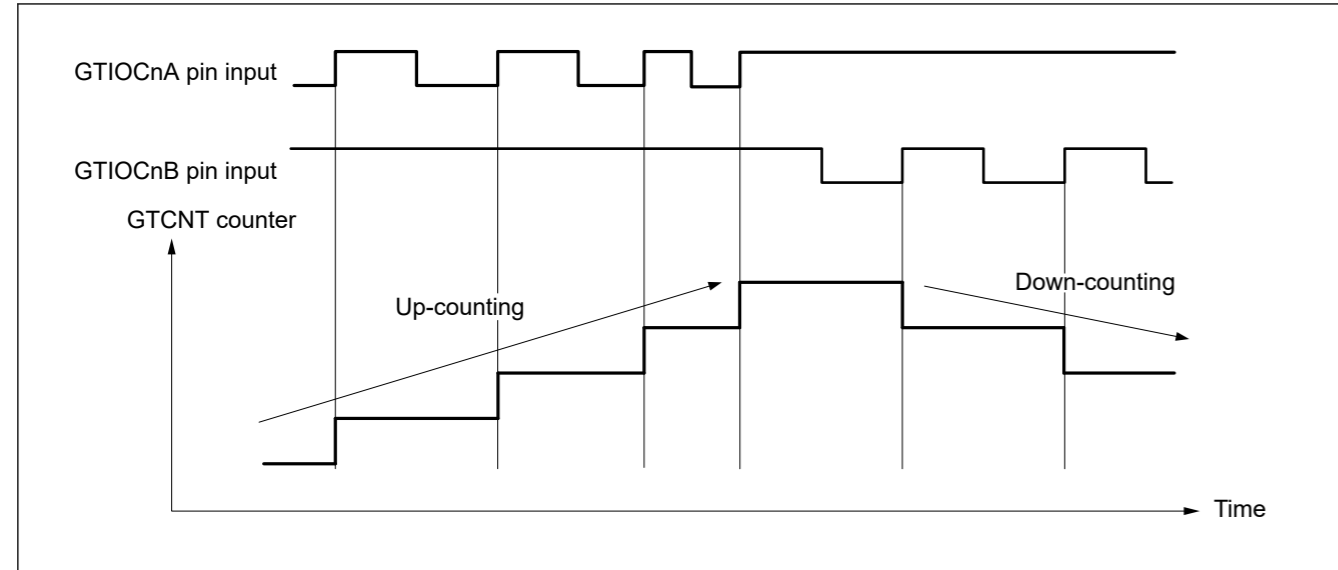 GTIOCnA pin input
GTIOCnB pin input
GTCNT counter
Up-counting
Down-counting
Time